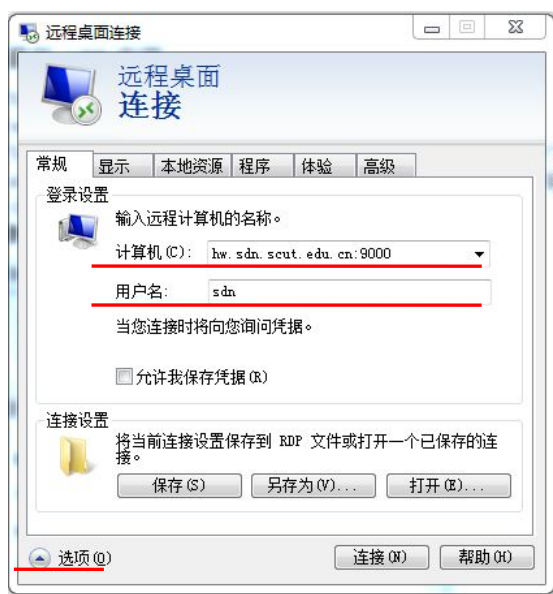 远程桌面连接
远程桌面
连接
常规 显示 本地资源 程序 体验 高级
登录设置
输入远程计算机的名称。
计算机(C): hw.sdn.scut.edu.cn:9000
用户名: sdn
当您连接时将向您询问凭据。
允许我保存凭据(R)
连接设置
将当前连接设置保存到 RDP 文件或打开一个已保存的连
接。
保存(S) 另存为(V)... 打开(E)...
选项(O) 连接(N) 帮助(H)